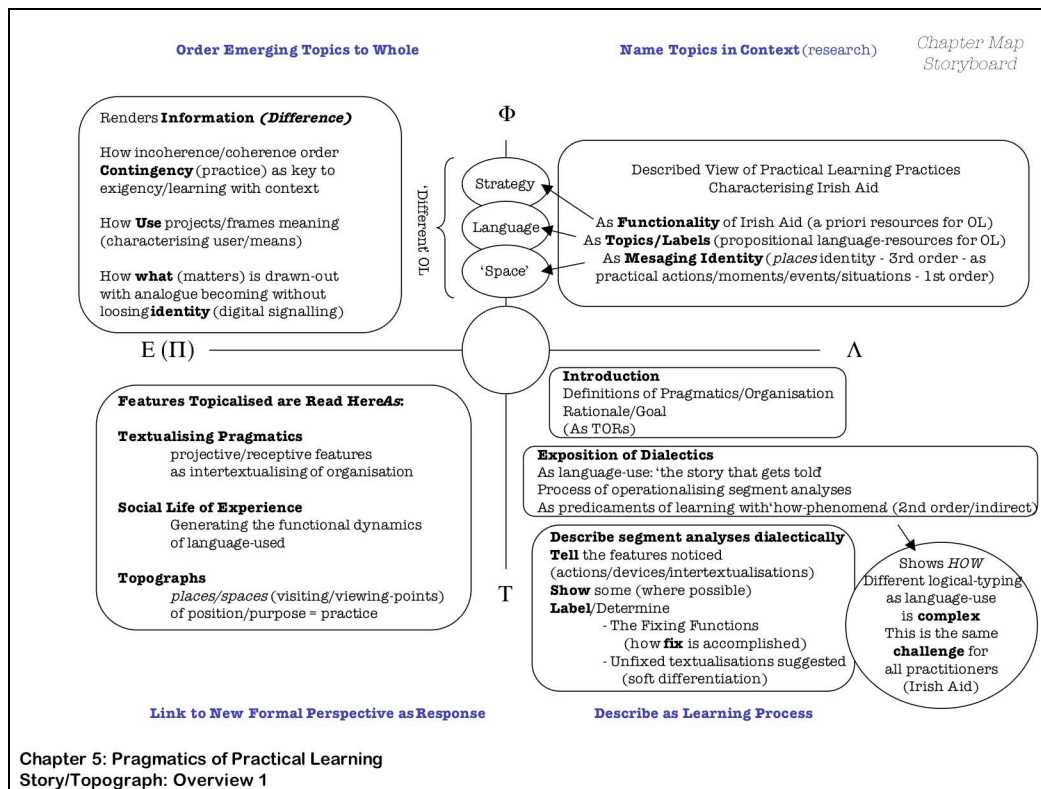 Order Emerging Topics to Whole
Name Topics in Context (research)
Chapter Map
Storyboard
Renders Information (Difference)
How incoherence/coherence order
Contingency (practice) as key to
exigency/learning with context
How Use projects/frames meaning
(characterising user/means)
How what (matters) is drawn-out
with analogue becoming without
loosing identity (digital signalling)
Φ
'Different' OL
Strategy
Language
'Space'
Described View of Practical Learning Practices
Characterising Irish Aid
As Functionality of Irish Aid (a priori resources for OL)
As Topics/Labels (propositional language-resources for OL)
As Mesaging Identity (places identity - 3rd order - as
practical actions/moments/events/situations - 1st order)
E (Π)
Λ
Features Topicalised are Read HereAs:
Textualising Pragmatics
projective/receptive features
as intertextualising of organisation
Social Life of Experience
Generating the functional dynamics
of language-used
Topographs
places/spaces (visiting/viewing-points)
of position/purpose = practice
T
Introduction
Definitions of Pragmatics/Organisation
Rationale/Goal
(As TORs)
Exposition of Dialectics
As language-use: 'the story that gets told'
Process of operationalising segment analyses
As predicaments of learning with 'how-phenomena' (2nd order/indirect)
Describe segment analyses dialectically
Tell the features noticed
(actions/devices/intertextualisations)
Show some (where possible)
Label/Determine
- The Fixing Functions
(how fix is accomplished)
- Unfixed textualisations suggested
(soft differentiation)
Shows HOW
Different logical-typing
as language-use
is complex
This is the same
challenge for
all practitioners
(Irish Aid)
Link to New Formal Perspective as Response
Describe as Learning Process
Chapter 5: Pragmatics of Practical Learning
Story/Topograph: Overview 1